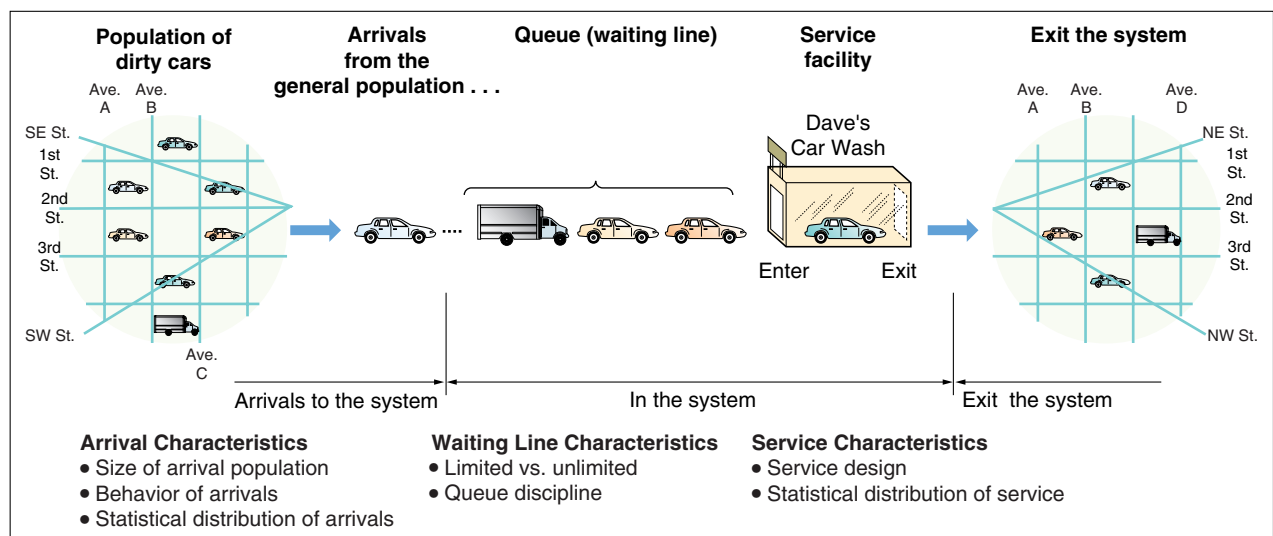 Population of
dirty cars
Arrivals
from the
general population . . .
Queue (waiting line)
Service
facility
Exit the system
Ave.
A
Ave.
B
SE St.
1st
St.
2nd
St.
3rd
St.
SW St.
Ave.
C
....
Dave's
Car Wash
Enter
Exit
Ave.
A
Ave.
B
Ave.
D
NE St.
1st
St.
2nd
St.
3rd
St.
NW St.
Arrivals to the system
In the system
Exit the system
Arrival Characteristics
• Size of arrival population
• Behavior of arrivals
• Statistical distribution of arrivals
Waiting Line Characteristics
• Limited vs. unlimited
• Queue discipline
Service Characteristics
• Service design
• Statistical distribution of service